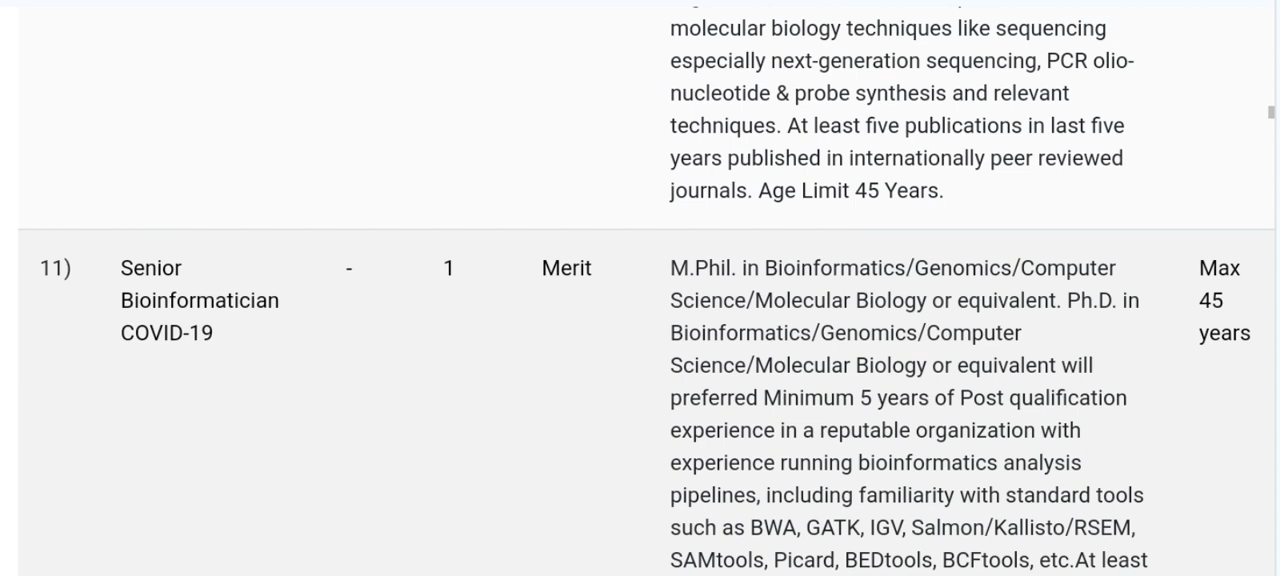 molecular biology techniques like sequencing
especially next-generation sequencing, PCR olio-
nucleotide & probe synthesis and relevant
techniques. At least five publications in last five
years published in internationally peer reviewed
journals. Age Limit 45 Years.
11)
Senior
Bioinformatician
COVID-19
-
1
Merit
M.Phil. in Bioinformatics/Genomics/Computer
Science/Molecular Biology or equivalent. Ph.D. in
Bioinformatics/Genomics/Computer
Science/Molecular Biology or equivalent will
preferred Minimum 5 years of Post qualification
experience in a reputable organization with
experience running bioinformatics analysis
pipelines, including familiarity with standard tools
such as BWA, GATK, IGV, Salmon/Kallisto/RSEM,
SAMtools, Picard, BEDtools, BCFtools, etc.At least
Max
45
years